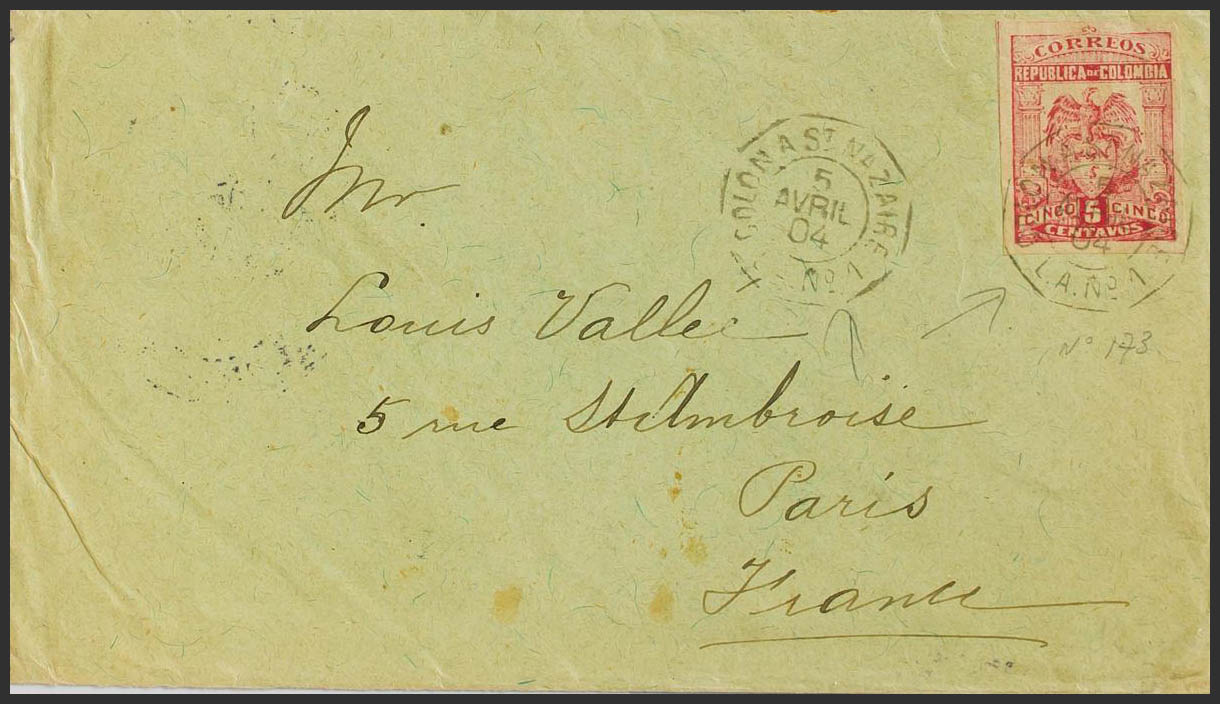 CORREOS
REPUBLICA DE COLOMBIA
CINCO 5 CINCO
CENTAVOS
COLON A ST NAZAIRE
5
AVRIL
04
No 1
L.A. No 1
04
No 173
Mr
Louis Vallee
5 rue St Ambroise
Paris
France